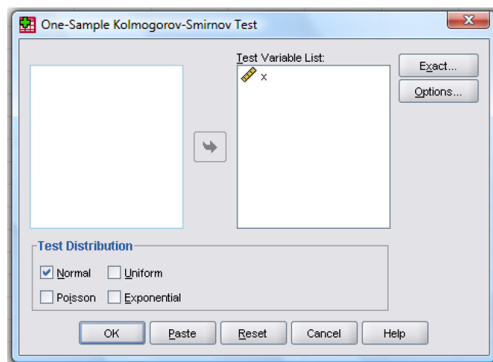 One-Sample Kolmogorov-Smirnov Test
Test Variable List:
x
Exact...
Options...
Test Distribution
Normal Uniform
Poisson Exponential
OK Paste Reset Cancel Help